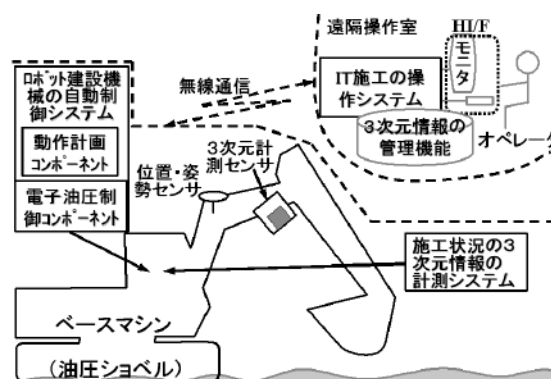 遠隔操作室
HI/F
モニタ
IT施工の操
作システム
3次元情報の
管理機能
オペレータ
無線通信
ロボット建設機
械の自動制
御システム
動作計画
コンポーネント
電子油圧制
御コンポーネント
位置・姿
勢センサ
3次元計
測センサ
施工状況の3
次元情報の
計測システム
ベースマシン
(油圧ショベル)